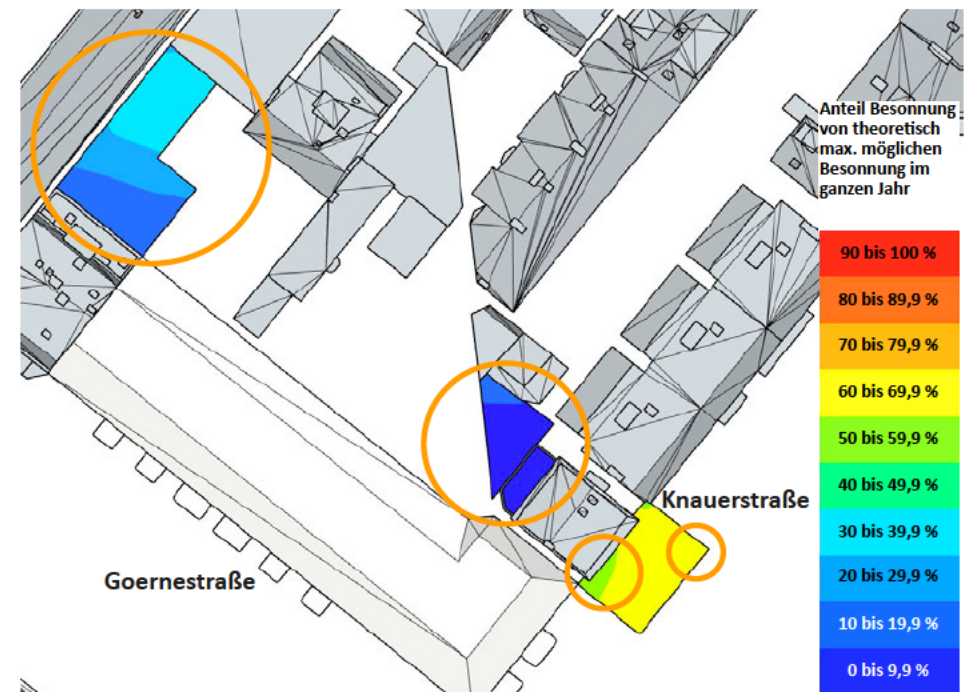 Anteil Besonnung
von theoretisch
max. möglichen
Besonnung im
ganzen Jahr
90 bis 100 %
80 bis 89,9 %
70 bis 79,9 %
60 bis 69,9 %
50 bis 59,9 %
40 bis 49,9 %
30 bis 39,9 %
20 bis 29,9 %
10 bis 19,9 %
0 bis 9,9 %
Knauerstraße
Goernestraße